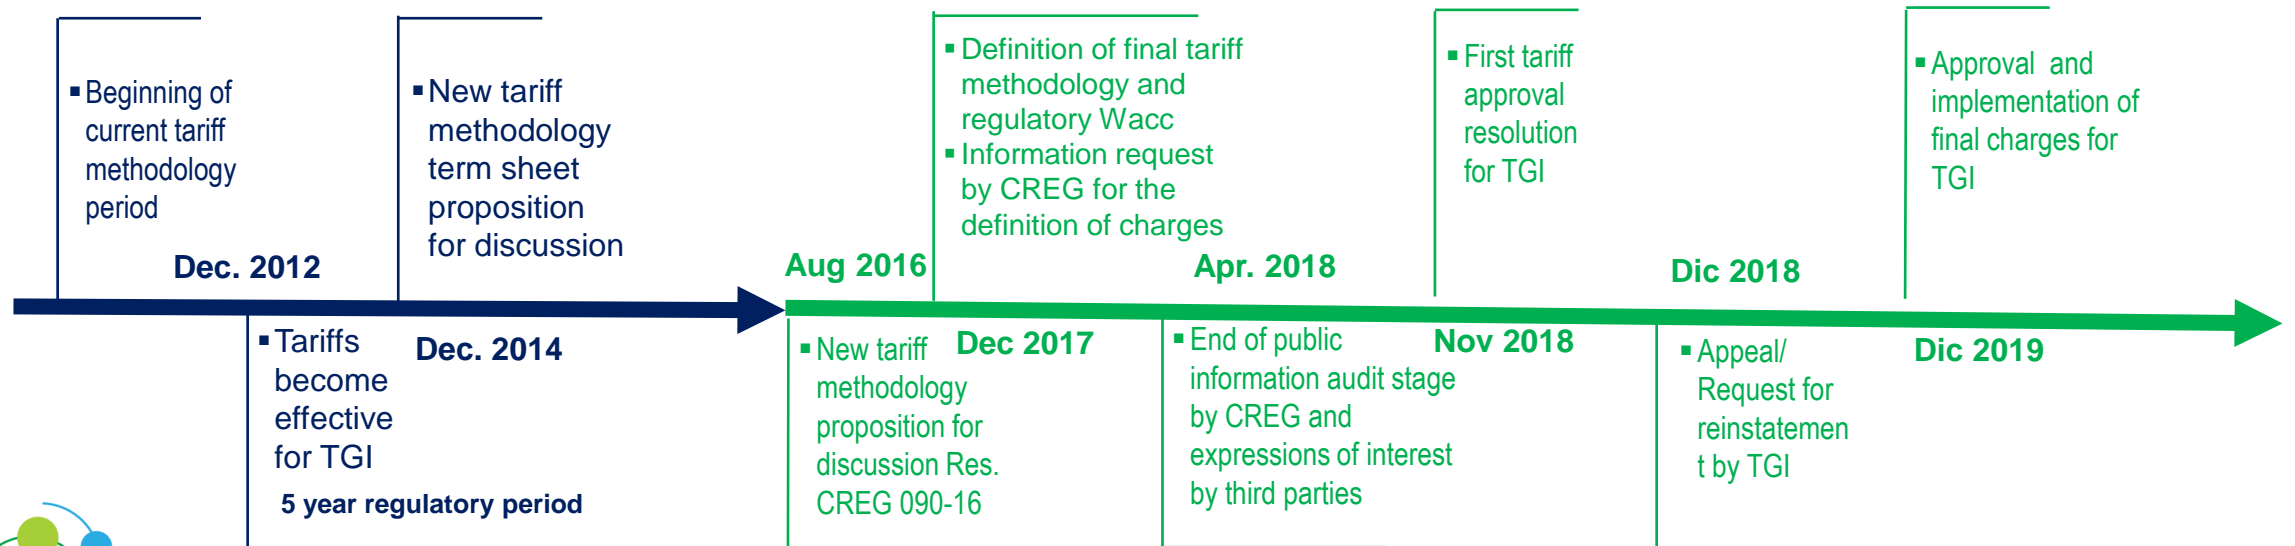 ▪Beginning of
current tariff
methodology
period
Dec. 2012
▪Tariffs
become
effective
for TGI
5 year regulatory period
▪New tariff
methodology
term sheet
proposition
for discussion
Dec. 2014
Aug 2016
▪New tariff
methodology
proposition for
discussion Res.
CREG 090-16
▪Definition of final tariff
methodology and
regulatory Wacc
▪Information request
by CREG for the
definition of charges
Dec 2017
Apr. 2018
▪End of public
information audit stage
by CREG and
expressions of interest
by third parties
▪First tariff
approval
resolution
for TGI
Nov 2018
Dic 2018
▪Appeal/
Request for
reinstatemen
t by TGI
▪Approval and
implementation of
final charges for
TGI
Dic 2019